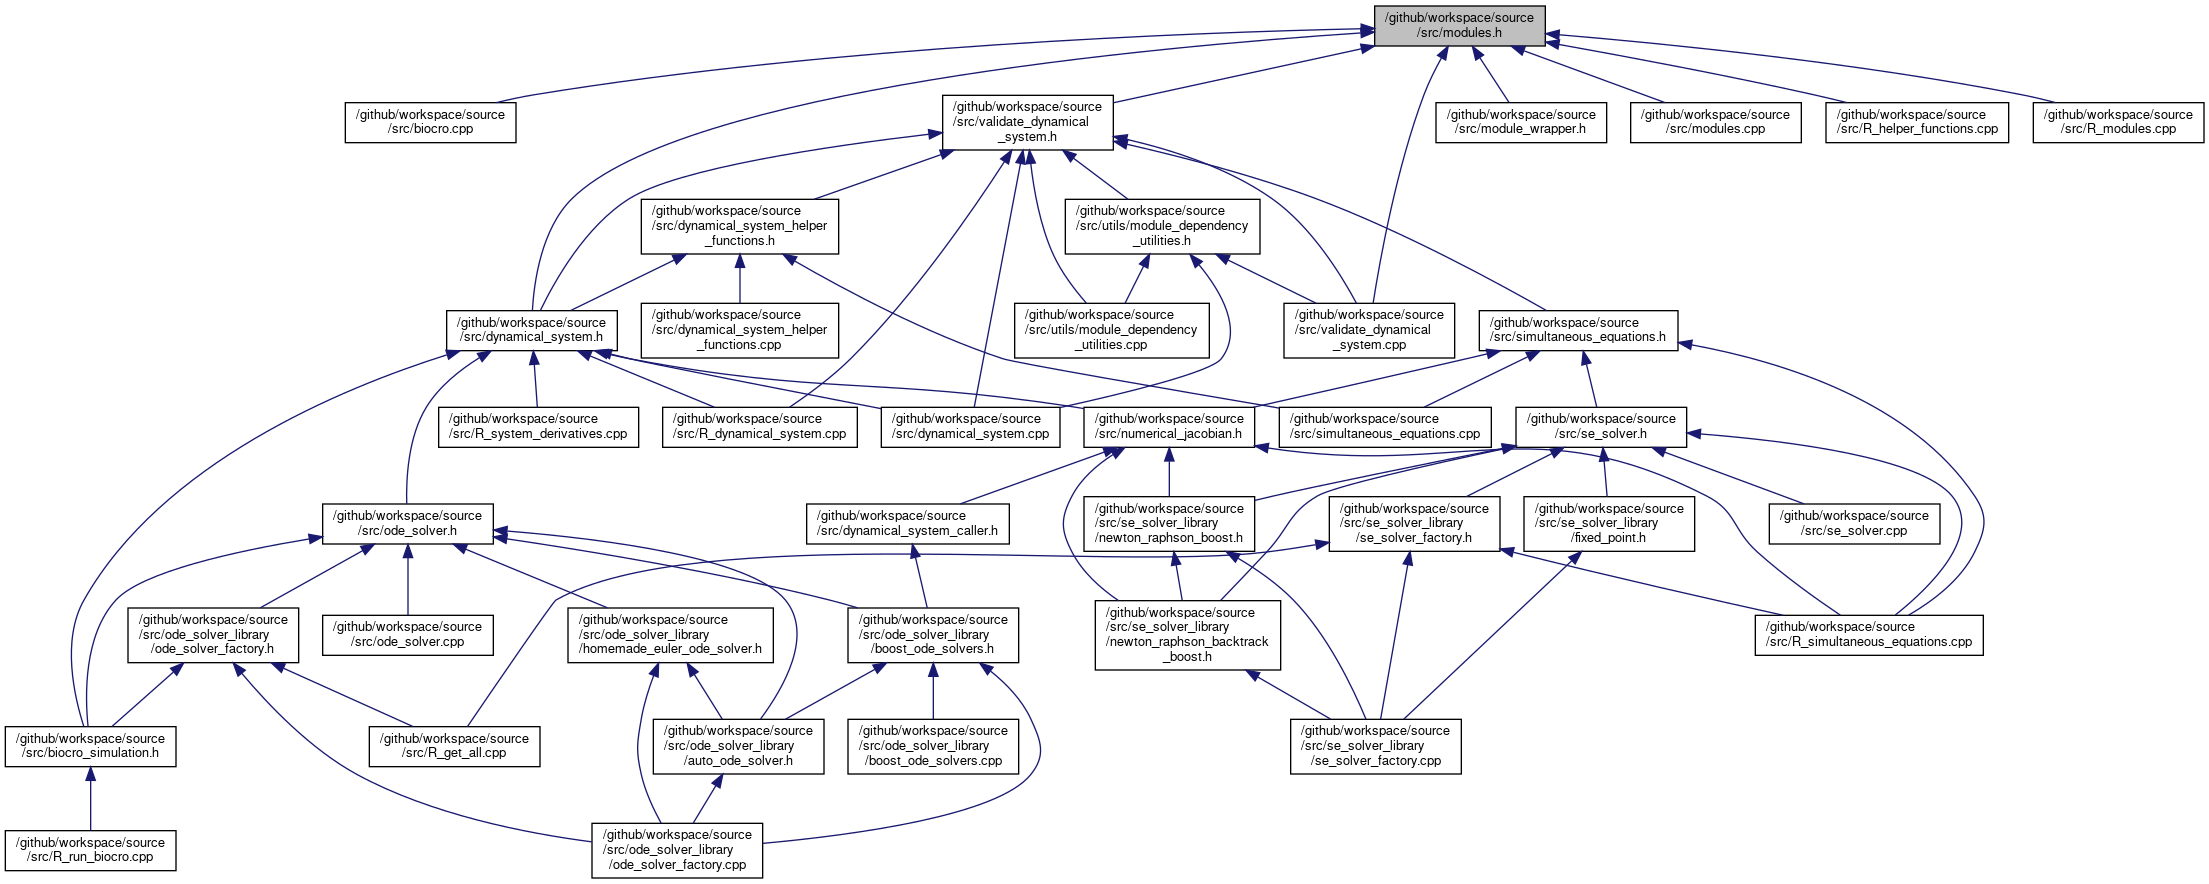 /github/workspace/source
/src/modules.h
/github/workspace/source
/src/biocro.cpp
/github/workspace/source
/src/validate_dynamical
_system.h
/github/workspace/source
/src/module_wrapper.h
/github/workspace/source
/src/modules.cpp
/github/workspace/source
/src/R_helper_functions.cpp
/github/workspace/source
/src/R_modules.cpp
/github/workspace/source
/src/dynamical_system_helper
_functions.h
/github/workspace/source
/src/utils/module_dependency
_utilities.h
/github/workspace/source
/src/dynamical_system.h
/github/workspace/source
/src/dynamical_system_helper
_functions.cpp
/github/workspace/source
/src/utils/module_dependency
_utilities.cpp
/github/workspace/source
/src/validate_dynamical
_system.cpp
/github/workspace/source
/src/simultaneous_equations.h
/github/workspace/source
/src/R_system_derivatives.cpp
/github/workspace/source
/src/R_dynamical_system.cpp
/github/workspace/source
/src/dynamical_system.cpp
/github/workspace/source
/src/numerical_jacobian.h
/github/workspace/source
/src/simultaneous_equations.cpp
/github/workspace/source
/src/se_solver.h
/github/workspace/source
/src/ode_solver.h
/github/workspace/source
/src/dynamical_system_caller.h
/github/workspace/source
/src/se_solver_library
/newton_raphson_boost.h
/github/workspace/source
/src/se_solver_library
/se_solver_factory.h
/github/workspace/source
/src/se_solver_library
/fixed_point.h
/github/workspace/source
/src/se_solver.cpp
/github/workspace/source
/src/ode_solver_library
/ode_solver_factory.h
/github/workspace/source
/src/ode_solver.cpp
/github/workspace/source
/src/ode_solver_library
/homemade_euler_ode_solver.h
/github/workspace/source
/src/ode_solver_library
/boost_ode_solvers.h
/github/workspace/source
/src/se_solver_library
/newton_raphson_backtrack
_boost.h
/github/workspace/source
/src/R_simultaneous_equations.cpp
/github/workspace/source
/src/biocro_simulation.h
/github/workspace/source
/src/R_get_all.cpp
/github/workspace/source
/src/ode_solver_library
/auto_ode_solver.h
/github/workspace/source
/src/ode_solver_library
/boost_ode_solvers.cpp
/github/workspace/source
/src/se_solver_library
/se_solver_factory.cpp
/github/workspace/source
/src/R_run_biocro.cpp
/github/workspace/source
/src/ode_solver_library
/ode_solver_factory.cpp